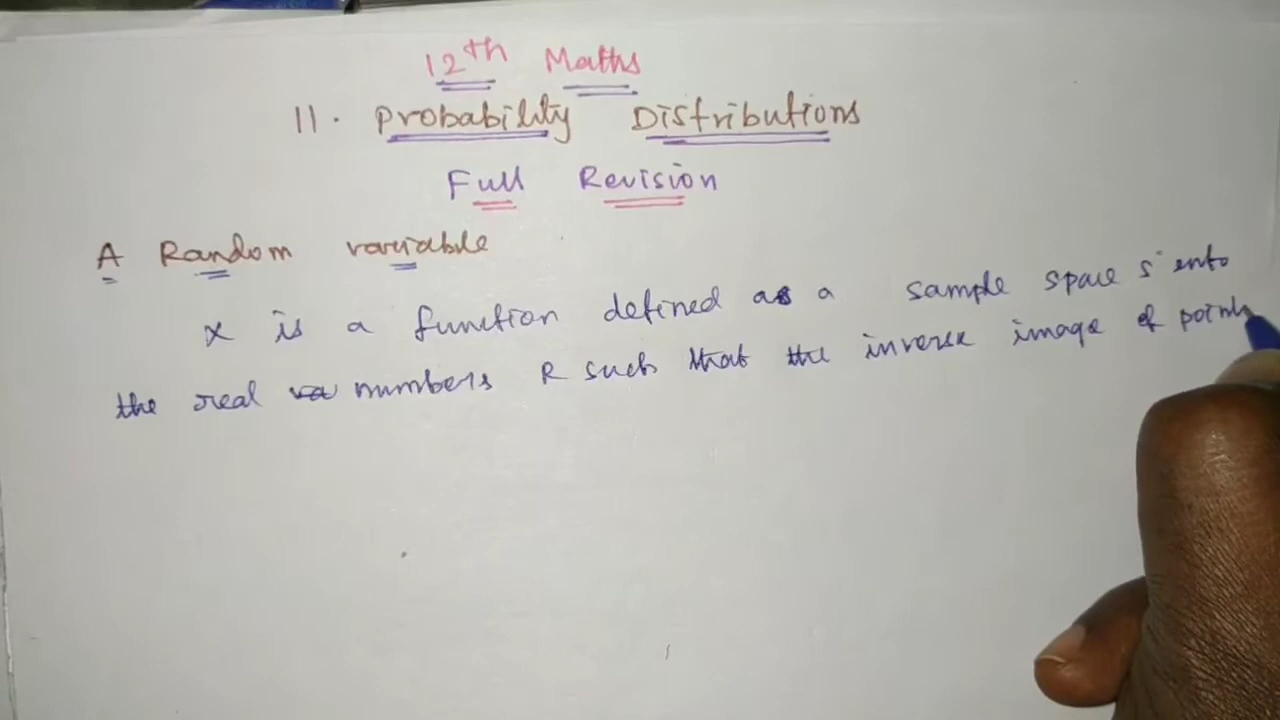 12th Maths
11. Probability Distributions
Full Revision
A Random variable
X is a function defined as a sample space S into
the real numbers R such that the inverse image of points